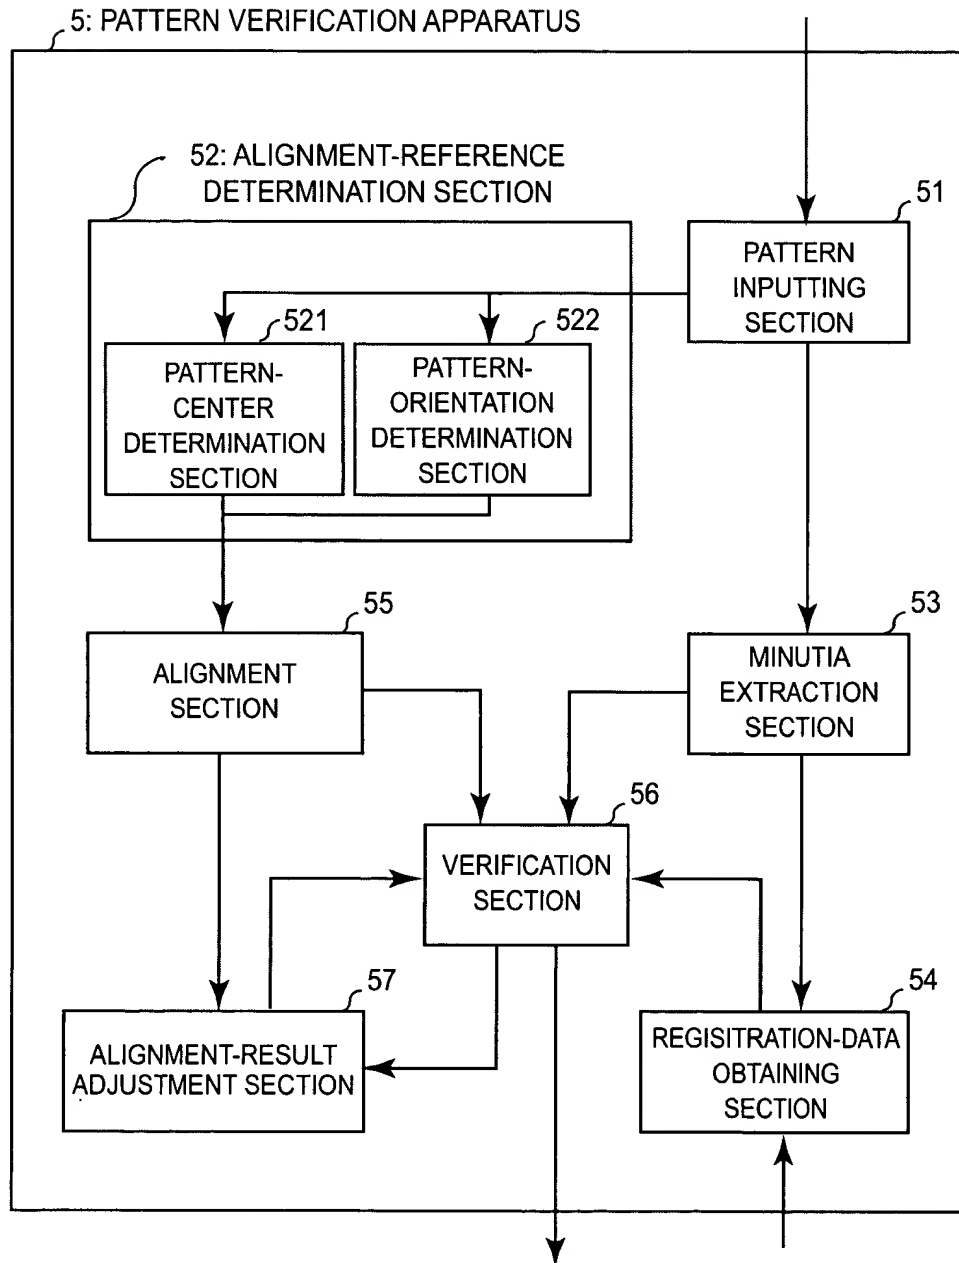 5: PATTERN VERIFICATION APPARATUS
52: ALIGNMENT-REFERENCE
DETERMINATION SECTION
51
PATTERN
INPUTTING
SECTION
521
PATTERN-
CENTER
DETERMINATION
SECTION
522
PATTERN-
ORIENTATION
DETERMINATION
SECTION
55
ALIGNMENT
SECTION
53
MINUTIA
EXTRACTION
SECTION
56
VERIFICATION
SECTION
57
ALIGNMENT-RESULT
ADJUSTMENT SECTION
54
REGISITRATION-DATA
OBTAINING
SECTION